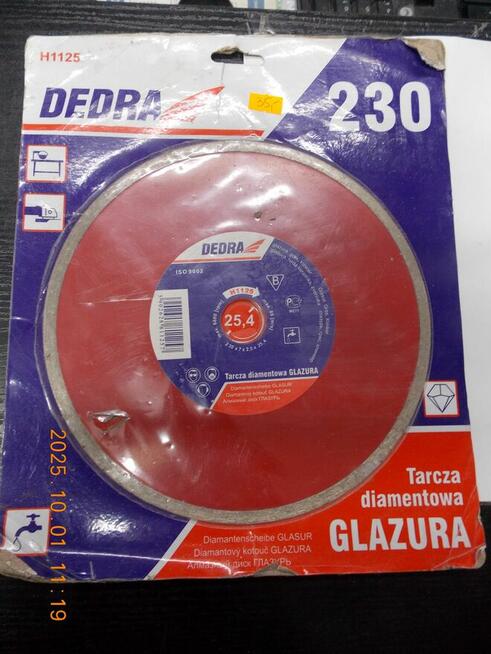 H1125
DEDRA
35,-
230
DEDRA
ISO 9002
B
H1125
25,4
Tarcza diamentowa GLAZURA
Diamantenscheibe GLASUR
Diamantový kotouč GLAZURA
Алмазный диск ГЛАЗУРЬ
Tarcza
diamentowa
GLAZURA
Diamantenscheibe GLASUR
Diamantový kotouč GLAZURA
Алмазный диск ГЛАЗУРЬ
2025.10.01 11:19